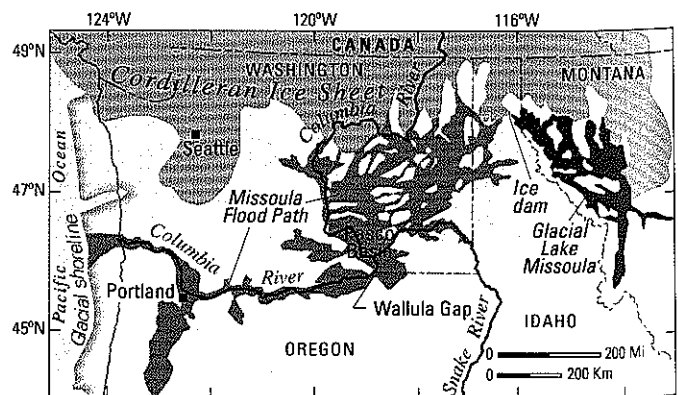 124°W
120°W
116°W
49°N
47°N
45°N
CANADA
WASHINGTON
MONTANA
Cordilleran Ice Sheet
Columbia River
Seattle
Pacific Ocean
Glacial shoreline
Missoula
Flood Path
Ice
dam
Glacial
Lake
Missoula
Pasco
Basin
Columbia River
Portland
Wallula Gap
Snake River
OREGON
IDAHO
0 200 Mi
0 200 Km